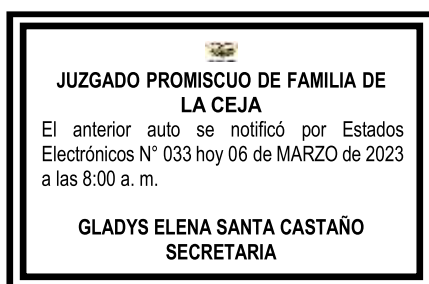 JUZGADO PROMISCUO DE FAMILIA DE
LA CEJA
El anterior auto se notificó por Estados
Electrónicos N° 033 hoy 06 de MARZO de 2023
a las 8:00 a. m.
GLADYS ELENA SANTA CASTAÑO
SECRETARIA